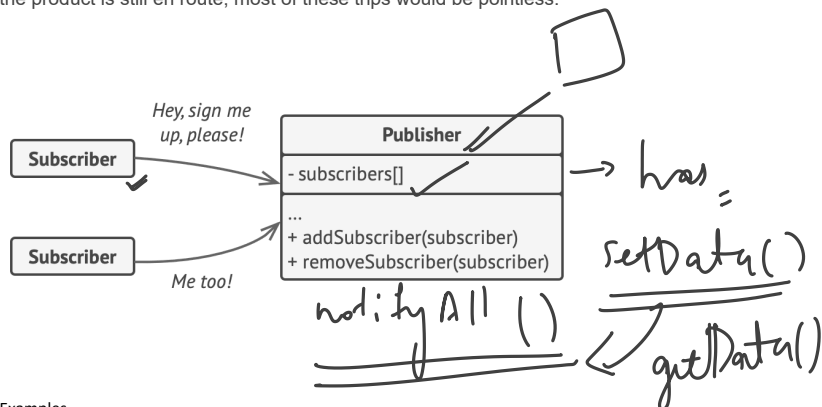 the product is still en route, most of these trips would be pointless.
Hey, sign me
up, please!
Subscriber
Publisher
- subscribers[]
has
...
+ addSubscriber(subscriber)
+ removeSubscriber(subscriber)
Subscriber
Me too!
setData()
notifyAll()
getData()
Examples